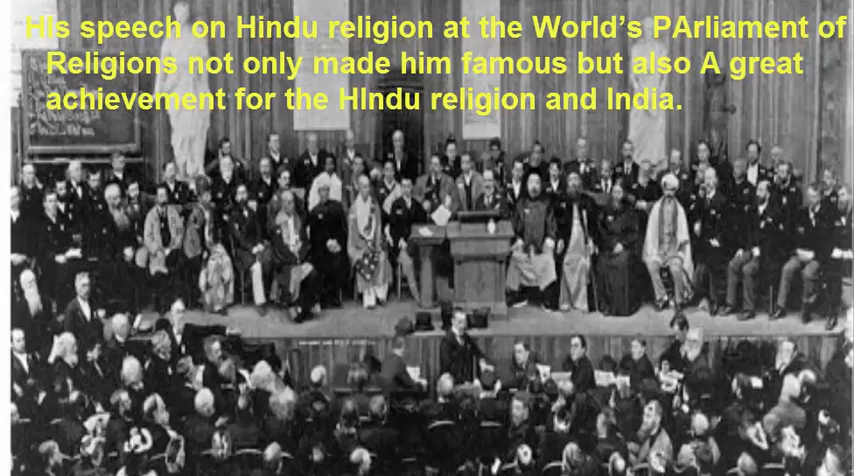 HIs speech on Hindu religion at the World’s PArliament of
Religions not only made him famous but also A great
achievement for the HIndu religion and India.